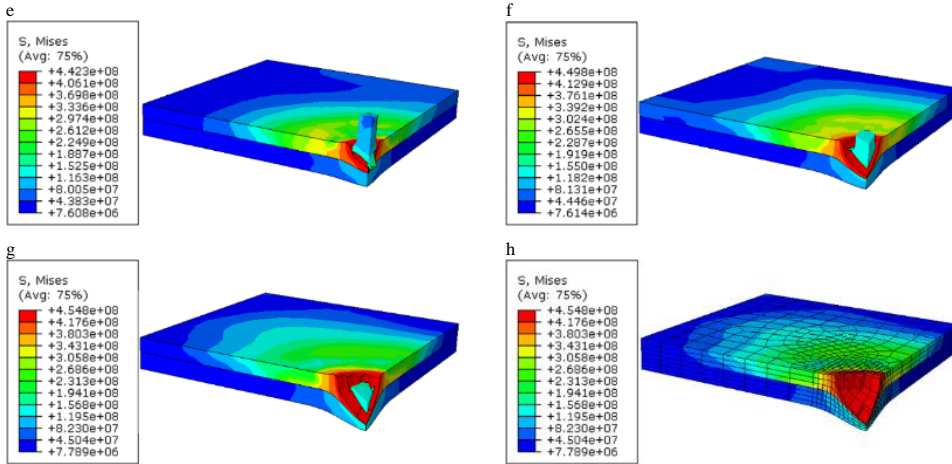 e
S, Mises
(Avg: 75%)
+4.423e+08
+4.061e+08
+3.698e+08
+3.336e+08
+2.974e+08
+2.612e+08
+2.249e+08
+1.887e+08
+1.525e+08
+1.163e+08
+8.005e+07
+4.383e+07
+7.608e+06
f
S, Mises
(Avg: 75%)
+4.498e+08
+4.129e+08
+3.761e+08
+3.392e+08
+3.024e+08
+2.655e+08
+2.287e+08
+1.919e+08
+1.550e+08
+1.182e+08
+8.131e+07
+4.446e+07
+7.614e+06
g
S, Mises
(Avg: 75%)
+4.548e+08
+4.176e+08
+3.803e+08
+3.431e+08
+3.058e+08
+2.686e+08
+2.313e+08
+1.941e+08
+1.568e+08
+1.195e+08
+8.230e+07
+4.504e+07
+7.789e+06
h
S, Mises
(Avg: 75%)
+4.548e+08
+4.176e+08
+3.803e+08
+3.431e+08
+3.058e+08
+2.686e+08
+2.313e+08
+1.941e+08
+1.568e+08
+1.195e+08
+8.230e+07
+4.504e+07
+7.789e+06